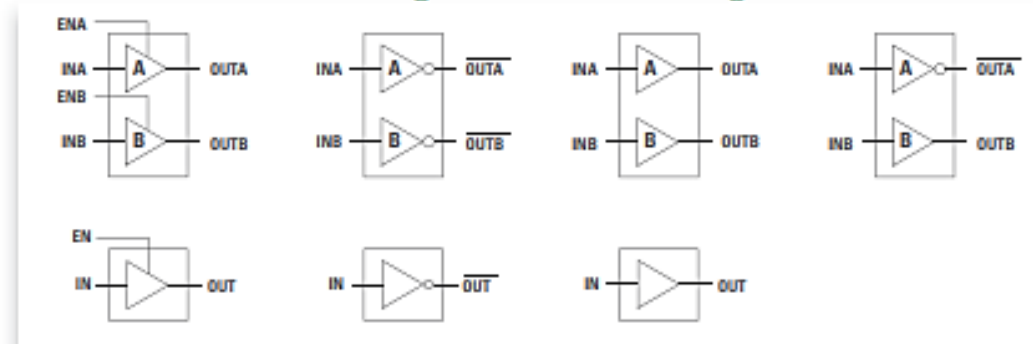 ENA
INA A OUTA INA A OUTA INA A OUTA INA A OUTA
ENB
INB B OUTB INB B OUTB INB B OUTB INB B OUTB
EN
IN OUT IN OUT IN OUT